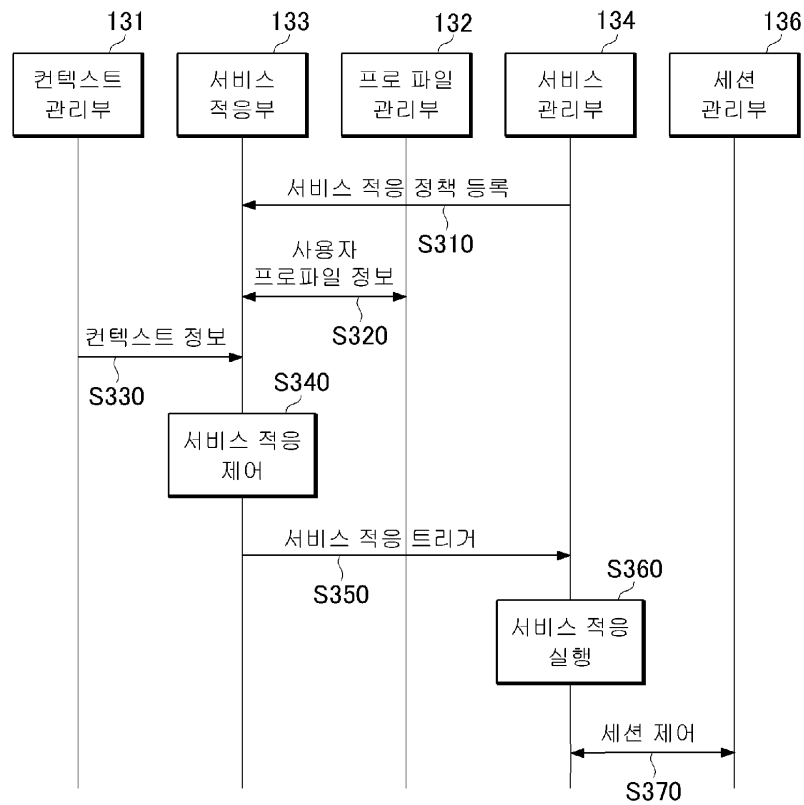 131
133
132
134
136
컨텍스트
관리부
서비스
적응부
프로 파일
관리부
서비스
관리부
세션
관리부
서비스 적응 정책 등록
S310
사용자
프로파일 정보
S320
컨텍스트 정보
S330
S340
서비스 적응
제어
서비스 적응 트리거
S350
S360
서비스 적응
실행
세션 제어
S370